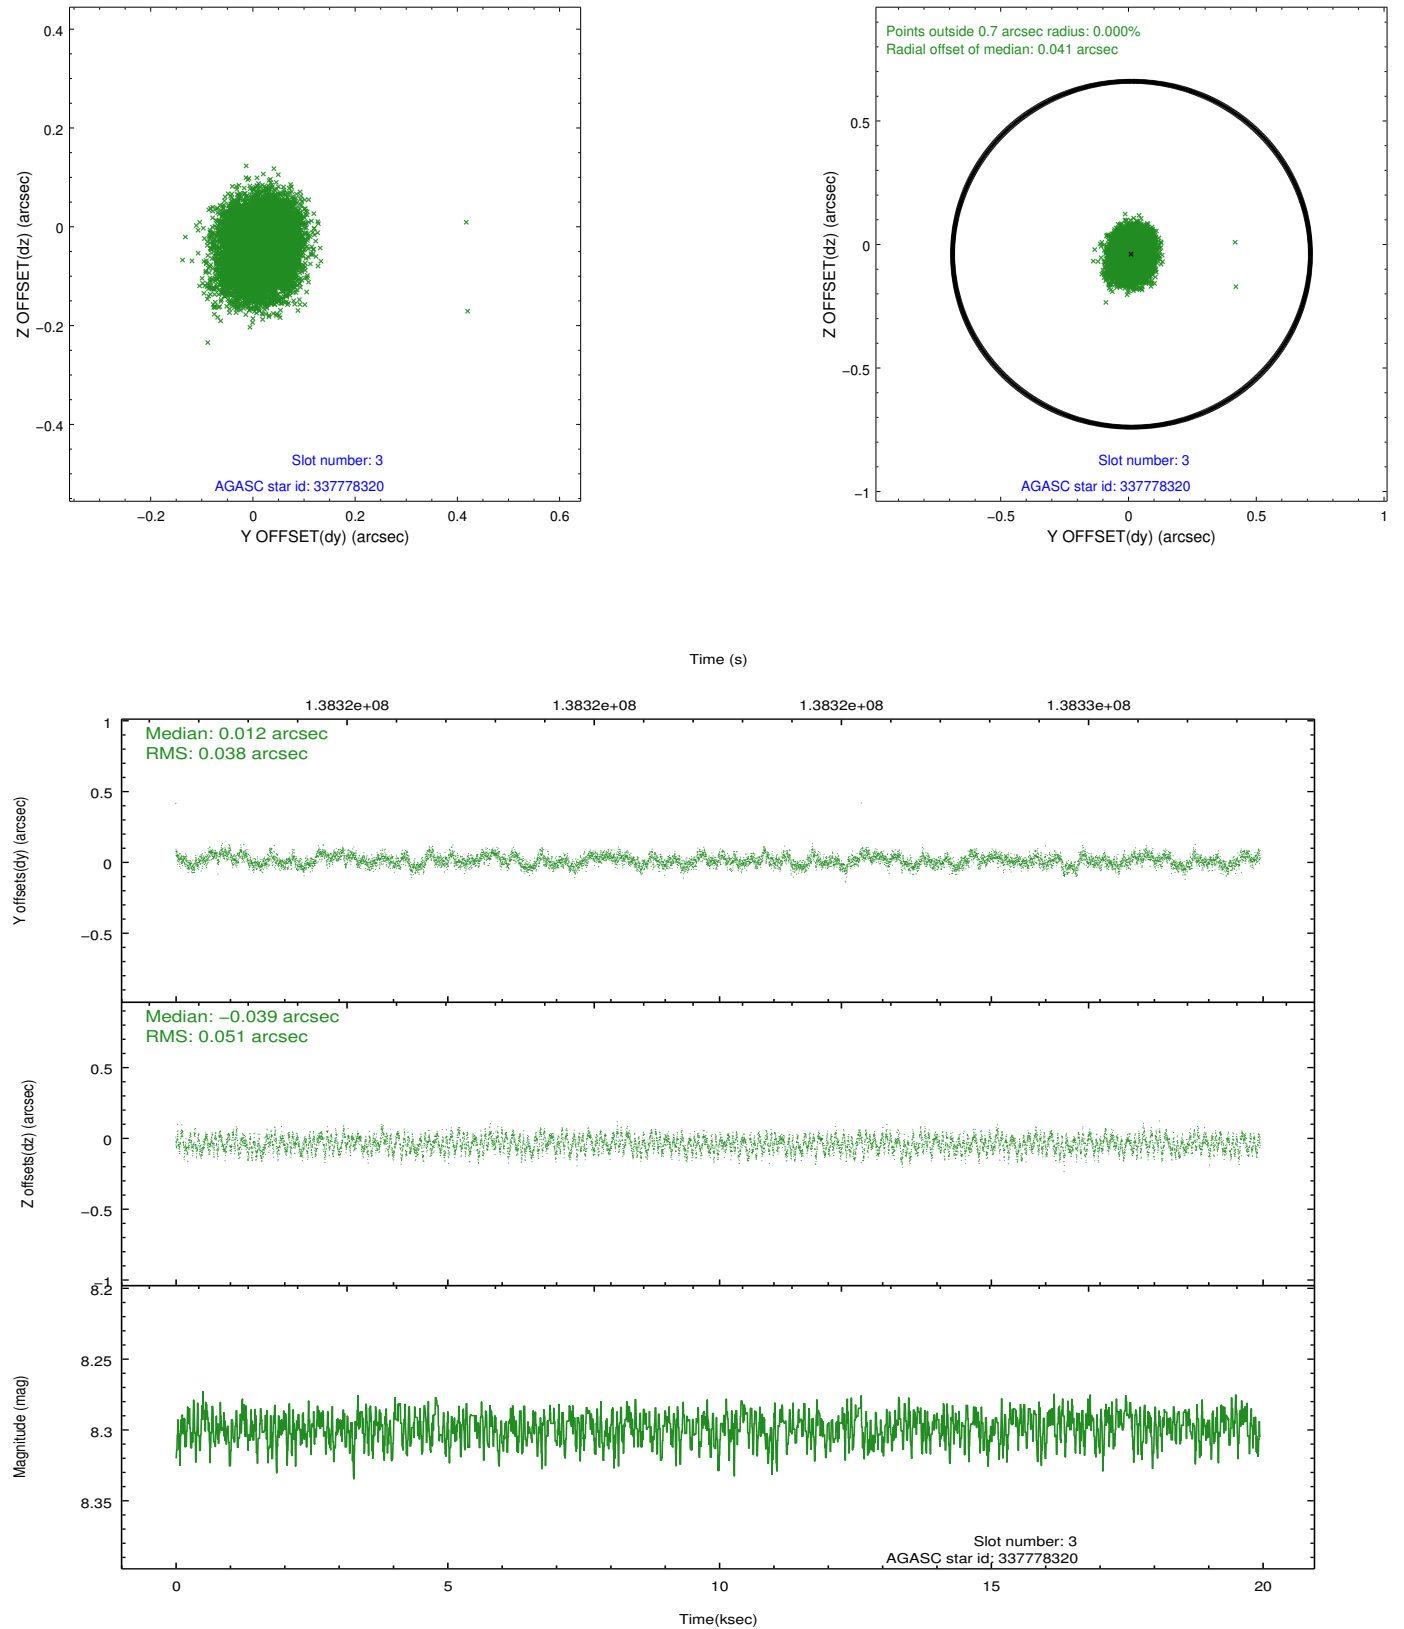 0.4
0.2
0
−0.2
−0.4
Z OFFSET(dz) (arcsec)
Slot number: 3
AGASC star id: 337778320
−0.2
0
0.2
0.4
0.6
Y OFFSET(dy) (arcsec)
Points outside 0.7 arcsec radius: 0.000%
Radial offset of median: 0.041 arcsec
0.5
0
−0.5
−1
Z OFFSET(dz) (arcsec)
Slot number: 3
AGASC star id: 337778320
−0.5
0
0.5
1
Y OFFSET(dy) (arcsec)
Time (s)
1.3832e+08
1.3832e+08
1.3832e+08
1.3833e+08
Median: 0.012 arcsec
RMS: 0.038 arcsec
1
0.5
0
−0.5
Y offsets(dy) (arcsec)
Median: −0.039 arcsec
RMS: 0.051 arcsec
0.5
0
−0.5
−1
Z offsets(dz) (arcsec)
8.2
8.25
8.3
8.35
Magnitude (mag)
Slot number: 3
AGASC star id: 337778320
0
5
10
15
20
Time(ksec)